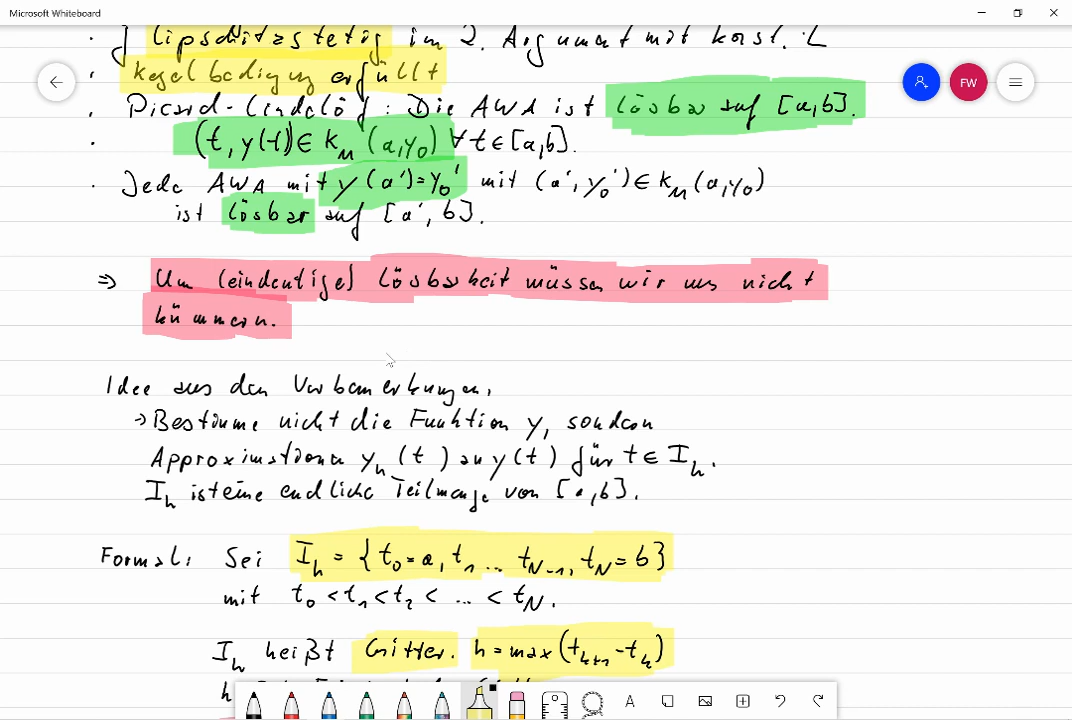 Microsoft Whiteboard
· f Lipschitzstetig im 2. Argument mit Konst. L
· Kegelbedigung erfüllt
FW
· Picard-Lindelöf: Die AWA ist lösbar auf [a,b].
· (t, y(t)) ∈ K_M (a,y_0) ∀ t ∈ [a,b].
· Jede AWA mit y(a')=y_0' mit (a',y_0') ∈ K_M(a,y_0)
ist lösbar auf [a', b].
⇒ Um (eindeutige) Lösbarkeit müssen wir uns nicht
kümmern.
Idee aus den Vorbemerkungen:
→ Bestimme nicht die Funktion y, sondern
Approximationen y_h (t) an y(t) für t ∈ I_h.
I_h ist eine endliche Teilmenge von [a,b].
Formal: Sei I_h = { t_0=a, t_1 ... t_{N-1}, t_N = b }
mit t_0 < t_1 < t_2 < ... < t_N.
I_h heißt Gitter. h = max (t_{k+1} - t_k)
h
A